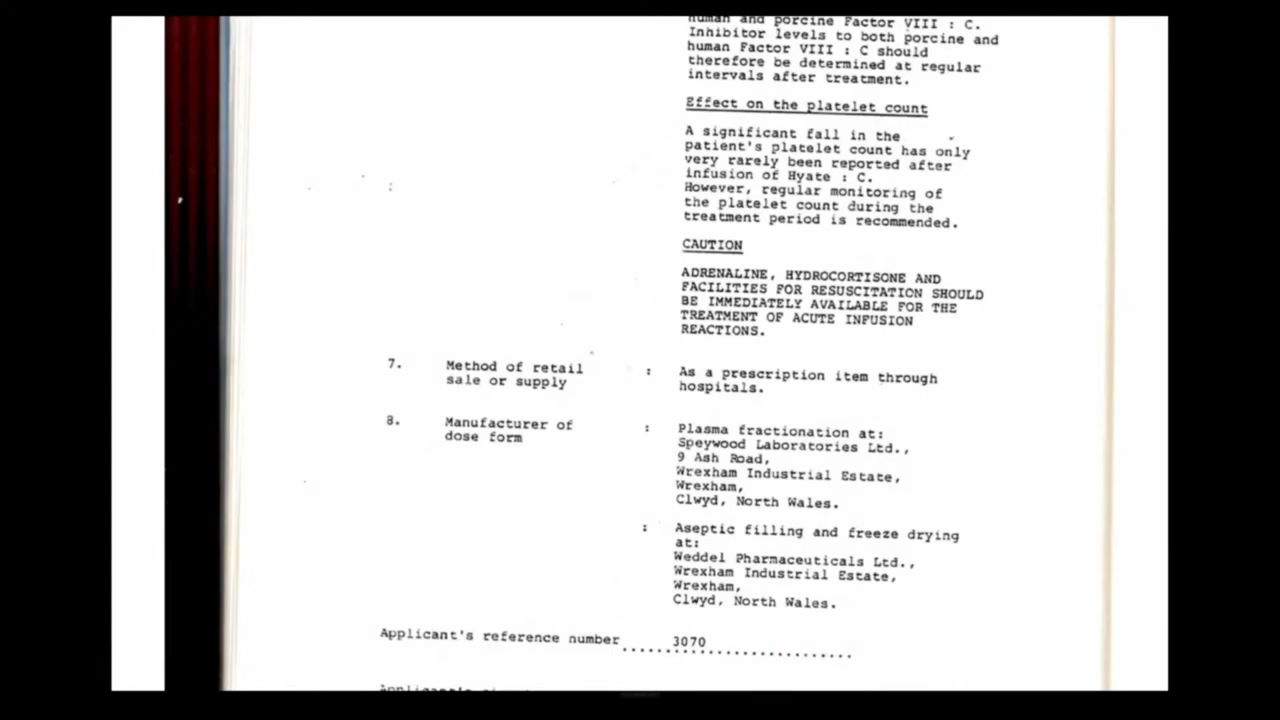 human and porcine Factor VIII : C.
Inhibitor levels to both porcine and
human Factor VIII : C should
therefore be determined at regular
intervals after treatment.
Effect on the platelet count
A significant fall in the
patient's platelet count has only
very rarely been reported after
infusion of Hyate : C.
However, regular monitoring of
the platelet count during the
treatment period is recommended.
CAUTION
ADRENALINE, HYDROCORTISONE AND
FACILITIES FOR RESUSCITATION SHOULD
BE IMMEDIATELY AVAILABLE FOR THE
TREATMENT OF ACUTE INFUSION
REACTIONS.
7. Method of retail : As a prescription item through
sale or supply hospitals.
8. Manufacturer of : Plasma fractionation at:
dose form Speywood Laboratories Ltd.,
9 Ash Road,
Wrexham Industrial Estate,
Wrexham,
Clwyd, North Wales.
: Aseptic filling and freeze drying
at:
Weddel Pharmaceuticals Ltd.,
Wrexham Industrial Estate,
Wrexham,
Clwyd, North Wales.
Applicant's reference number 3070
Applicant's